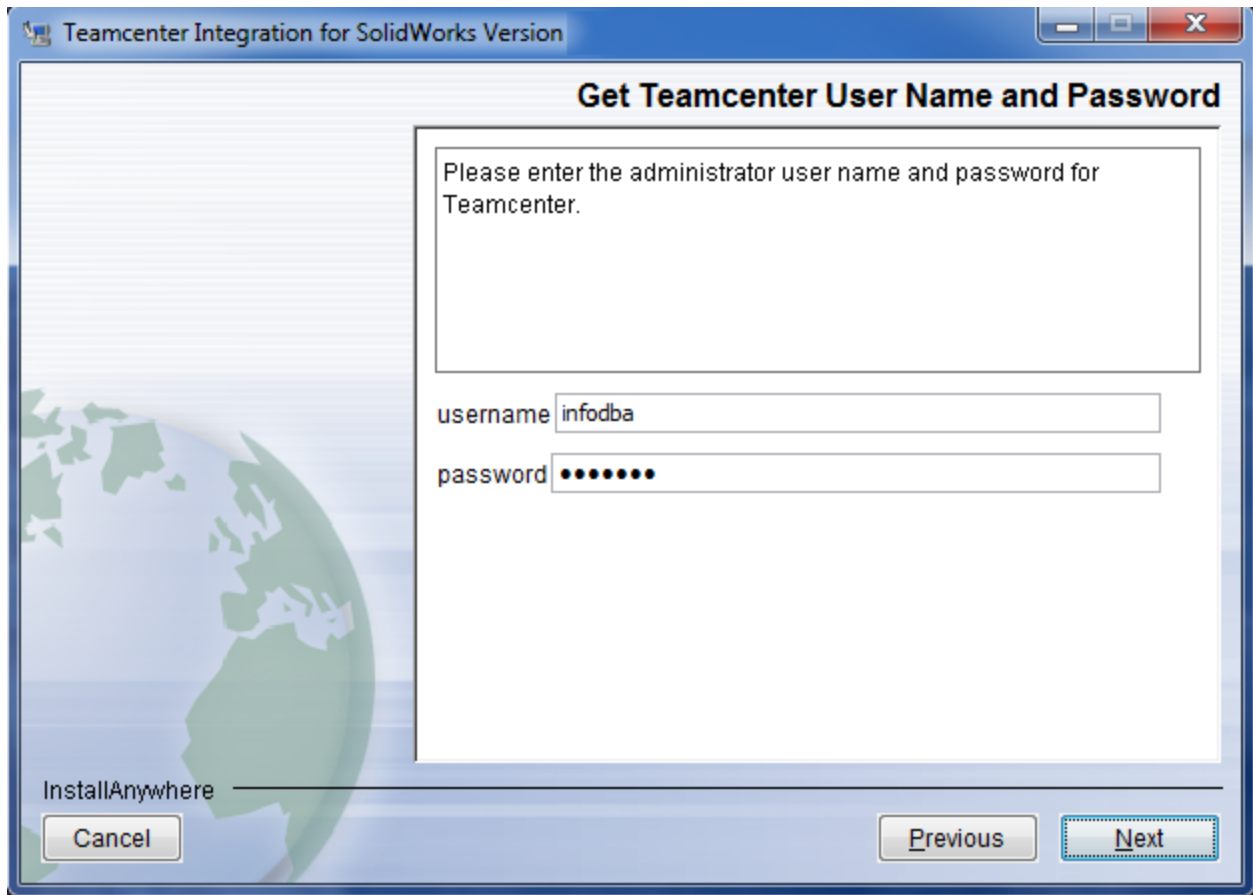 Teamcenter Integration for SolidWorks Version
Get Teamcenter User Name and Password
Please enter the administrator user name and password for
Teamcenter.
username infodba
password •••••••
InstallAnywhere
Cancel Previous Next